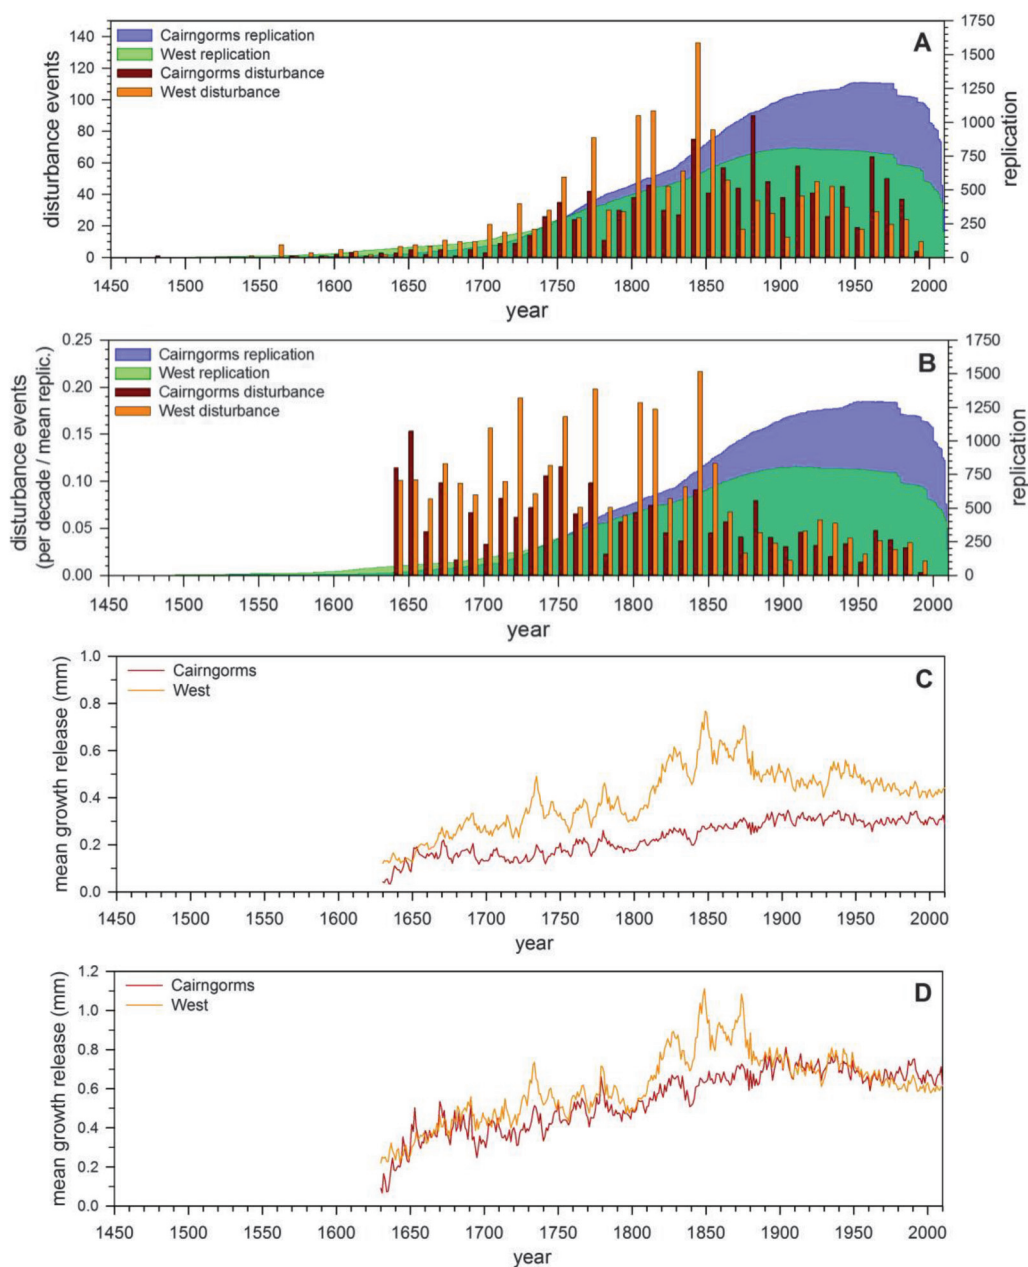 A
Cairngorms replication
West replication
Cairngorms disturbance
West disturbance
disturbance events
140
120
100
80
60
40
20
0
1750
1500
1250
1000
750
500
250
0
replication
1450 1500 1550 1600 1650 1700 1750 1800 1850 1900 1950 2000
year
B
Cairngorms replication
West replication
Cairngorms disturbance
West disturbance
disturbance events
(per decade / mean replic.)
0.25
0.20
0.15
0.10
0.05
0.00
1750
1500
1250
1000
750
500
250
0
replication
1450 1500 1550 1600 1650 1700 1750 1800 1850 1900 1950 2000
year
C
Cairngorms
West
mean growth release (mm)
1.0
0.8
0.6
0.4
0.2
0.0
1450 1500 1550 1600 1650 1700 1750 1800 1850 1900 1950 2000
year
D
Cairngorms
West
mean growth release (mm)
1.2
1.0
0.8
0.6
0.4
0.2
0.0
1450 1500 1550 1600 1650 1700 1750 1800 1850 1900 1950 2000
year